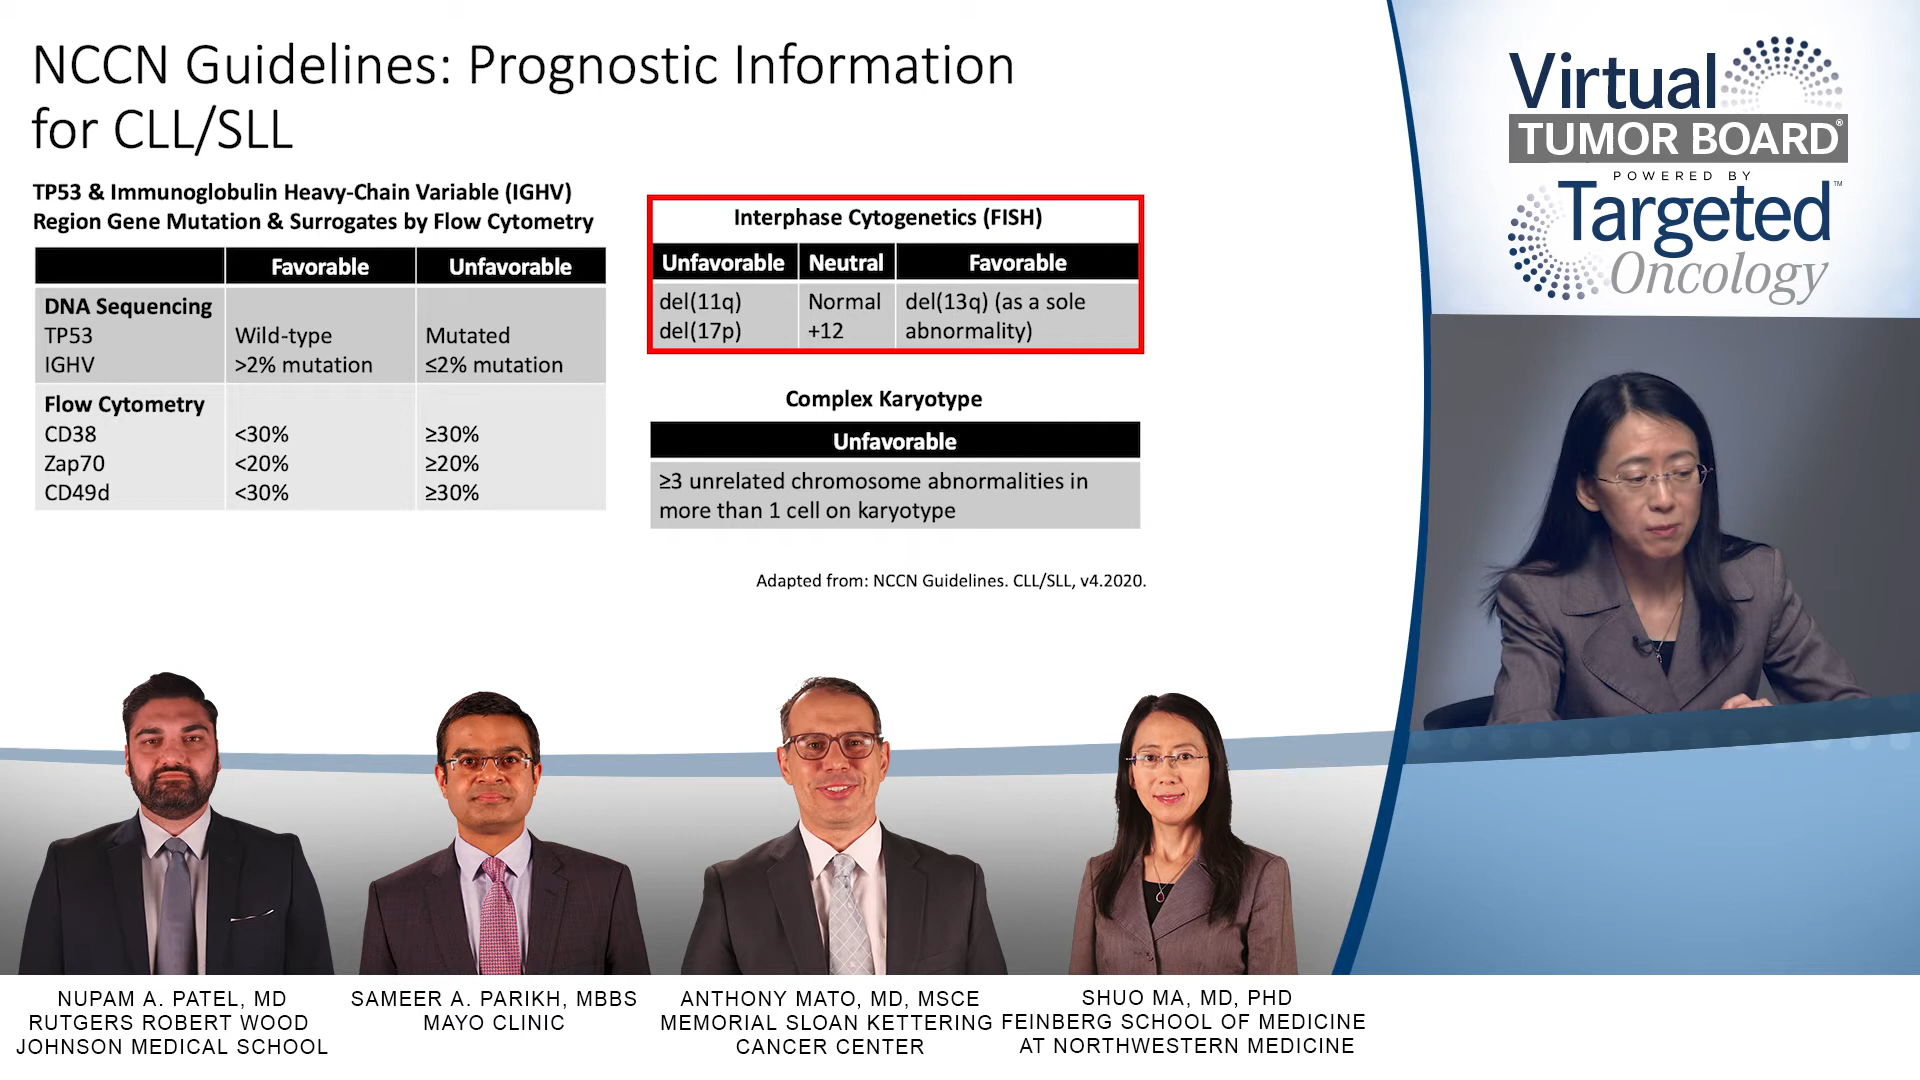 NCCN Guidelines: Prognostic Information
for CLL/SLL
TP53 & Immunoglobulin Heavy-Chain Variable (IGHV)
Region Gene Mutation & Surrogates by Flow Cytometry
Favorable Unfavorable
DNA Sequencing
TP53 Wild-type Mutated
IGHV >2% mutation ≤2% mutation
Flow Cytometry
CD38 <30% ≥30%
Zap70 <20% ≥20%
CD49d <30% ≥30%
Interphase Cytogenetics (FISH)
Unfavorable Neutral Favorable
del(11q) Normal del(13q) (as a sole
del(17p) +12 abnormality)
Complex Karyotype
Unfavorable
≥3 unrelated chromosome abnormalities in
more than 1 cell on karyotype
Adapted from: NCCN Guidelines. CLL/SLL, v4.2020.
Virtual
TUMOR BOARD®
POWERED BY
Targeted™
Oncology
NUPAM A. PATEL, MD
RUTGERS ROBERT WOOD
JOHNSON MEDICAL SCHOOL
SAMEER A. PARIKH, MBBS
MAYO CLINIC
ANTHONY MATO, MD, MSCE
MEMORIAL SLOAN KETTERING
CANCER CENTER
SHUO MA, MD, PHD
FEINBERG SCHOOL OF MEDICINE
AT NORTHWESTERN MEDICINE